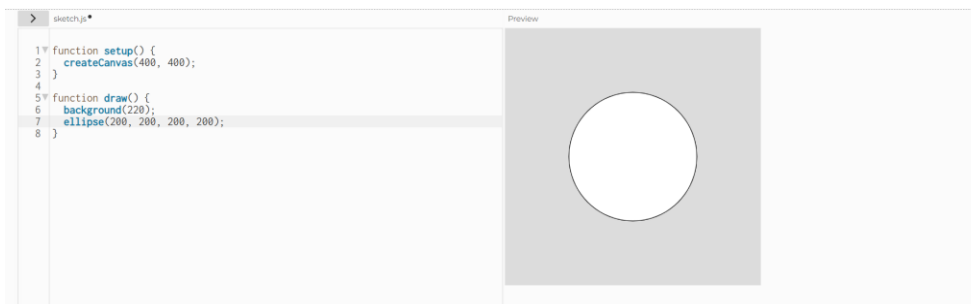 sketch.js
Preview
1 function setup() {
2 createCanvas(400, 400);
3 }
4
5 function draw() {
6 background(220);
7 ellipse(200, 200, 200, 200);
8 }